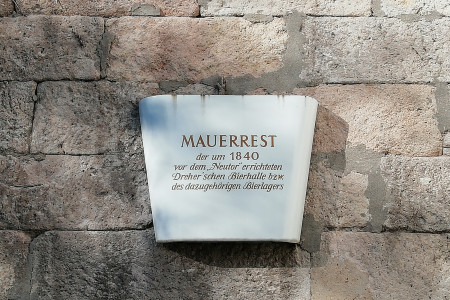 MAUERREST
der um 1840
vor dem „Neutor" errichteten
Dreher'schen Bierhalle bzw.
des dazugehörigen Bierlagers